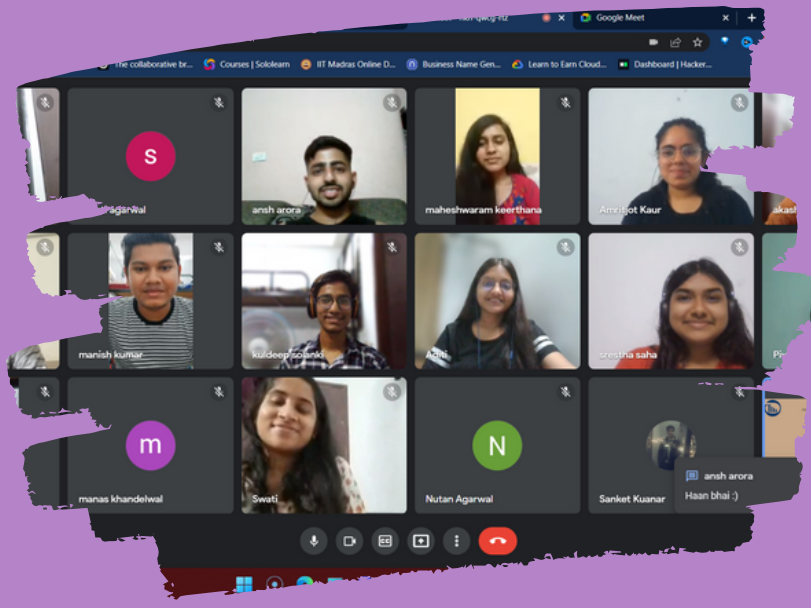 Google Meet
The collaborative br...
Courses | Sololearn
IIT Madras Online D...
Business Name Gen...
Learn to Earn Cloud...
Dashboard | Hacker...
S
agarwal
ansh arora
maheshwaram keerthana
Amritjot Kaur
akash
manish kumar
kuldeep solanki
Aditi
srestha saha
m
manas khandelwal
Swati
N
Nutan Agarwal
Sanket Kuanar
ansh arora
Haan bhai :)